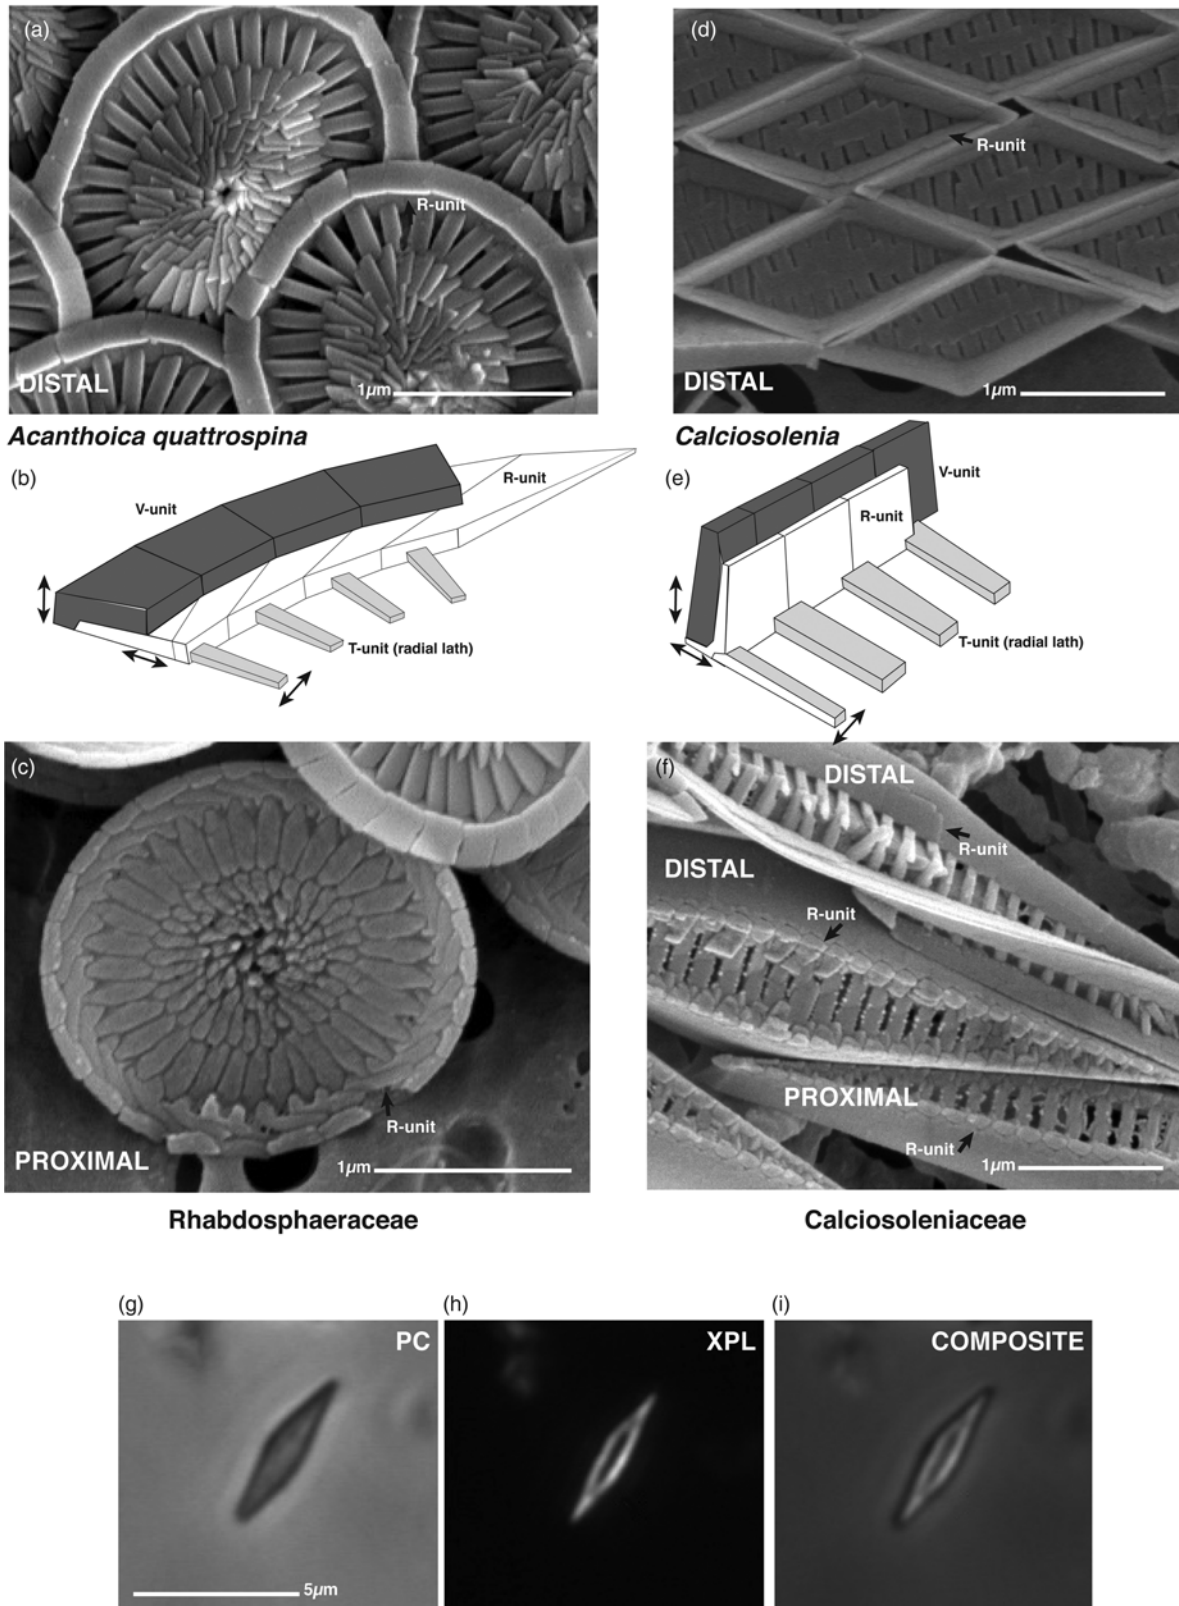 (a)
R-unit
DISTAL
1µm
Acanthoica quattrospina
(b)
V-unit
R-unit
T-unit (radial lath)
(c)
R-unit
PROXIMAL
1µm
Rhabdosphaeraceae
(d)
R-unit
DISTAL
1µm
Calciosolenia
(e)
V-unit
R-unit
T-unit (radial lath)
(f)
DISTAL
R-unit
DISTAL
R-unit
PROXIMAL
R-unit
1µm
Calciosoleniaceae
(g)
PC
5µm
(h)
XPL
(i)
COMPOSITE